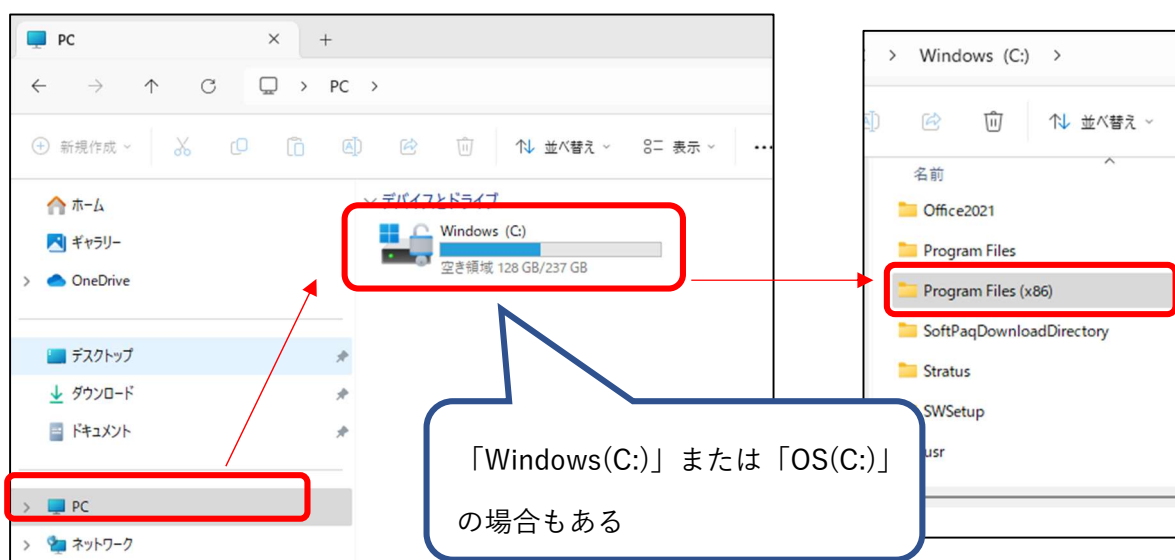 PC
PC
新規作成
並べ替え
表示
ホーム
ギャラリー
OneDrive
デスクトップ
ダウンロード
ドキュメント
PC
ネットワーク
デバイスとドライブ
Windows (C:)
空き領域 128 GB/237 GB
「Windows(C:)」または「OS(C:)」
の場合もある
Windows (C:)
並べ替え
名前
Office2021
Program Files
Program Files (x86)
SoftPaqDownloadDirectory
Stratus
SWSetup
usr